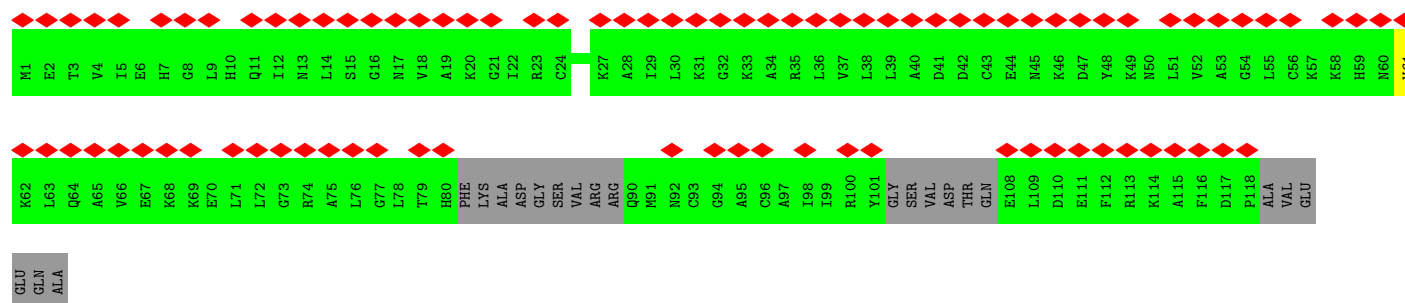 M1 E2 T3 V4 I5 E6 H7 G8 L9 H10 Q11 I12 N13 L14 S15 G16 N17 V18 A19 K20 G21 I22 R23 C24 K27 A28 I29 L30 K31 G32 K33 A34 R35 L36 V37 L38 L39 A40 D41 D42 C43 E44 N45 K46 D47 Y48 K49 N50 L51 V52 A53 G54 L55 C56 K57 K58 H59 N60
K62 L63 Q64 A65 V66 E67 K68 K69 E70 L71 L72 G73 R74 A75 L76 G77 L78 T79 H80 PHE LYS ALA ASP GLY SER VAL ARG ARG Q90 M91 N92 C93 G94 A95 C96 A97 I98 I99 R100 Y101 GLY SER VAL ASP THR GLN E108 L109 D110 E111 F112 R113 K114 A115 F116 D117 P118 ALA VAL GLU
GLU GLN ALA